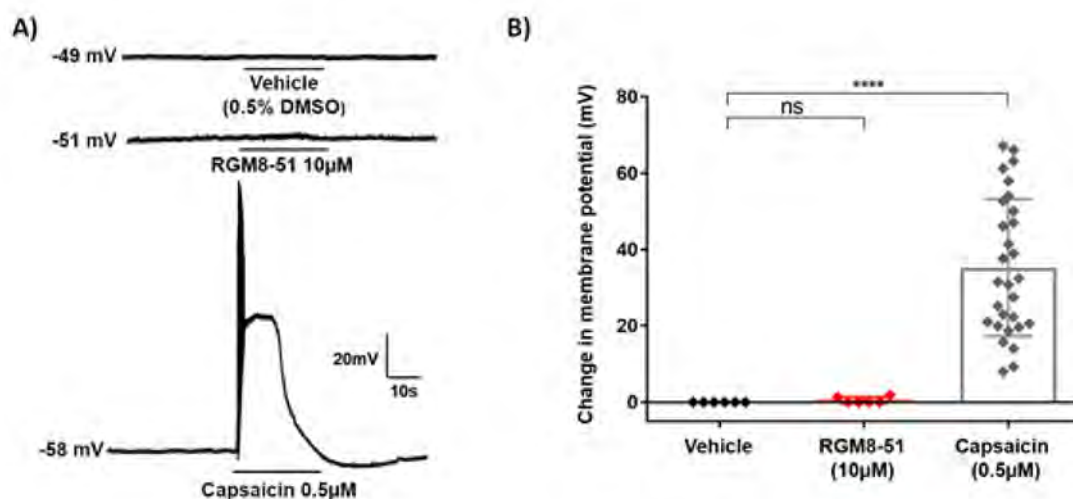 A)
-49 mV
Vehicle
(0.5% DMSO)
-51 mV
RGM8-51 10µM
20mV
10s
-58 mV
Capsaicin 0.5µM
B)
Change in membrane potential (mV)
80
60
40
20
0
****
ns
Vehicle
RGM8-51
(10µM)
Capsaicin
(0.5µM)